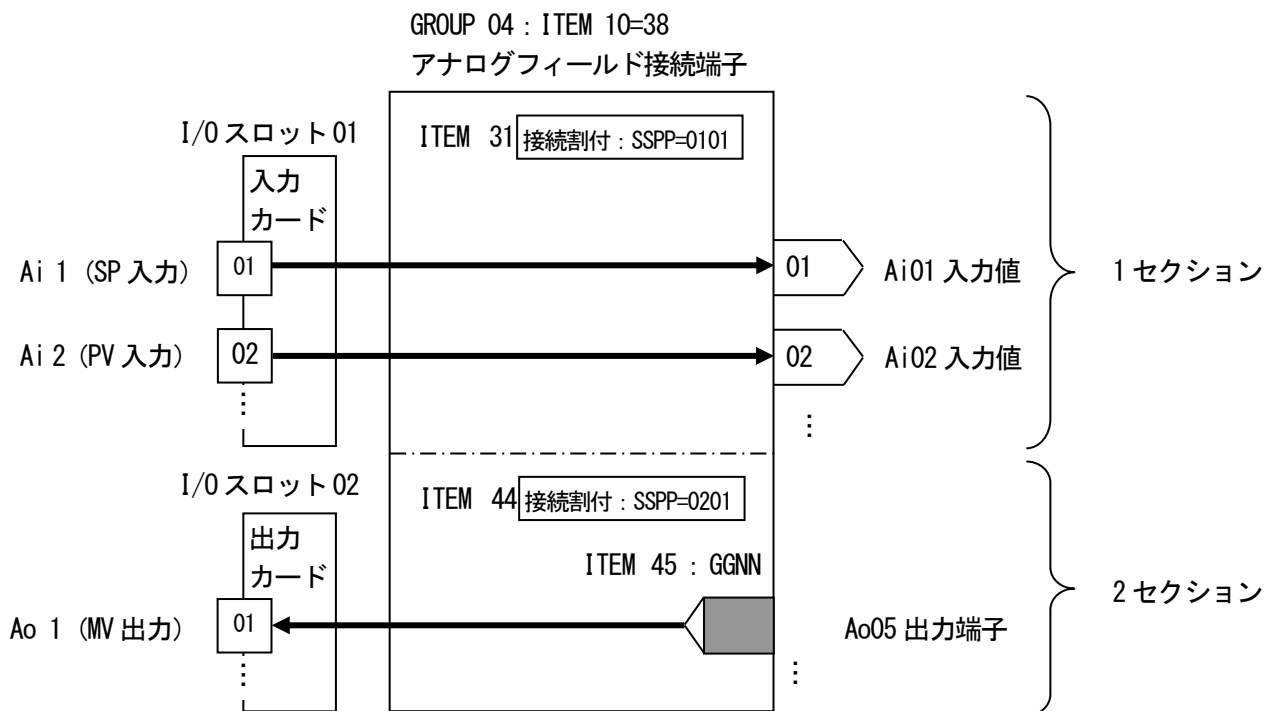 GROUP 04：ITEM 10=38
アナログフィールド接続端子
I/O スロット 01
ITEM 31 接続割付：SSPP=0101
入力
カード
Ai 1 (SP 入力) 01 01 Ai01 入力値
1 セクション
Ai 2 (PV 入力) 02 02 Ai02 入力値
⋮ ⋮
I/O スロット 02
ITEM 44 接続割付：SSPP=0201
出力
カード
ITEM 45 : GGNN
2 セクション
Ao 1 (MV 出力) 01 Ao05 出力端子
⋮ ⋮